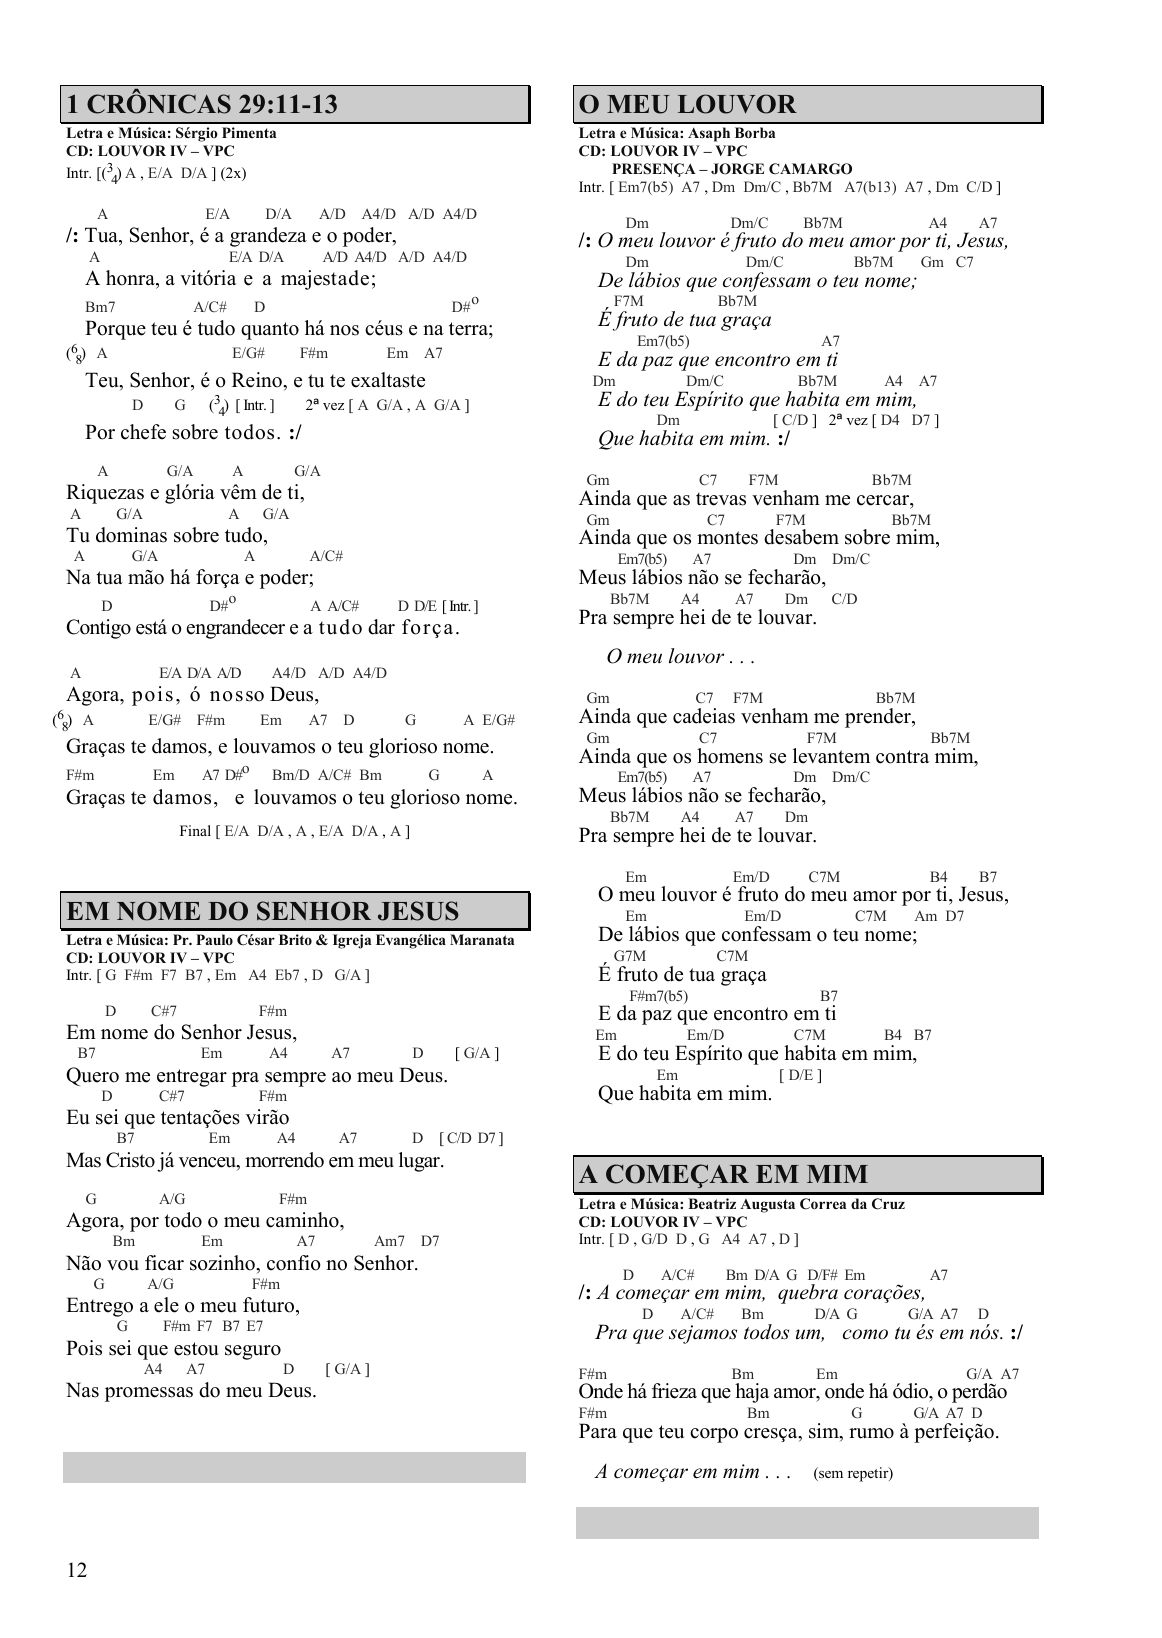 1 CRÔNICAS 29:11-13
Letra e Música: Sérgio Pimenta
CD: LOUVOR IV – VPC
Intr. [(3/4) A , E/A D/A ] (2x)
A E/A D/A A/D A4/D A/D A4/D
/: Tua, Senhor, é a grandeza e o poder,
A E/A D/A A/D A4/D A/D A4/D
A honra, a vitória e a majestade;
Bm7 A/C# D D#º
Porque teu é tudo quanto há nos céus e na terra;
(6/8) A E/G# F#m Em A7
Teu, Senhor, é o Reino, e tu te exaltaste
D G (3/4) [ Intr. ] 2ª vez [ A G/A , A G/A ]
Por chefe sobre todos. :/
A G/A A G/A
Riquezas e glória vêm de ti,
A G/A A G/A
Tu dominas sobre tudo,
A G/A A A/C#
Na tua mão há força e poder;
D D#º A A/C# D D/E [ Intr. ]
Contigo está o engrandecer e a tudo dar força.
A E/A D/A A/D A4/D A/D A4/D
Agora, pois, ó nosso Deus,
(6/8) A E/G# F#m Em A7 D G A E/G#
Graças te damos, e louvamos o teu glorioso nome.
F#m Em A7 D#º Bm/D A/C# Bm G A
Graças te damos, e louvamos o teu glorioso nome.
Final [ E/A D/A , A , E/A D/A , A ]
EM NOME DO SENHOR JESUS
Letra e Música: Pr. Paulo César Brito & Igreja Evangélica Maranata
CD: LOUVOR IV – VPC
Intr. [ G F#m F7 B7 , Em A4 Eb7 , D G/A ]
D C#7 F#m
Em nome do Senhor Jesus,
B7 Em A4 A7 D [ G/A ]
Quero me entregar pra sempre ao meu Deus.
D C#7 F#m
Eu sei que tentações virão
B7 Em A4 A7 D [ C/D D7 ]
Mas Cristo já venceu, morrendo em meu lugar.
G A/G F#m
Agora, por todo o meu caminho,
Bm Em A7 Am7 D7
Não vou ficar sozinho, confio no Senhor.
G A/G F#m
Entrego a ele o meu futuro,
G F#m F7 B7 E7
Pois sei que estou seguro
A4 A7 D [ G/A ]
Nas promessas do meu Deus.
O MEU LOUVOR
Letra e Música: Asaph Borba
CD: LOUVOR IV – VPC
PRESENÇA – JORGE CAMARGO
Intr. [ Em7(b5) A7 , Dm Dm/C , Bb7M A7(b13) A7 , Dm C/D ]
Dm Dm/C Bb7M A4 A7
/: O meu louvor é fruto do meu amor por ti, Jesus,
Dm Dm/C Bb7M Gm C7
De lábios que confessam o teu nome;
F7M Bb7M
É fruto de tua graça
Em7(b5) A7
E da paz que encontro em ti
Dm Dm/C Bb7M A4 A7
E do teu Espírito que habita em mim,
Dm [ C/D ] 2ª vez [ D4 D7 ]
Que habita em mim. :/
Gm C7 F7M Bb7M
Ainda que as trevas venham me cercar,
Gm C7 F7M Bb7M
Ainda que os montes desabem sobre mim,
Em7(b5) A7 Dm Dm/C
Meus lábios não se fecharão,
Bb7M A4 A7 Dm C/D
Pra sempre hei de te louvar.
O meu louvor . . .
Gm C7 F7M Bb7M
Ainda que cadeias venham me prender,
Gm C7 F7M Bb7M
Ainda que os homens se levantem contra mim,
Em7(b5) A7 Dm Dm/C
Meus lábios não se fecharão,
Bb7M A4 A7 Dm
Pra sempre hei de te louvar.
Em Em/D C7M B4 B7
O meu louvor é fruto do meu amor por ti, Jesus,
Em Em/D C7M Am D7
De lábios que confessam o teu nome;
G7M C7M
É fruto de tua graça
F#m7(b5) B7
E da paz que encontro em ti
Em Em/D C7M B4 B7
E do teu Espírito que habita em mim,
Em [ D/E ]
Que habita em mim.
A COMEÇAR EM MIM
Letra e Música: Beatriz Augusta Correa da Cruz
CD: LOUVOR IV – VPC
Intr. [ D , G/D D , G A4 A7 , D ]
D A/C# Bm D/A G D/F# Em A7
/: A começar em mim, quebra corações,
D A/C# Bm D/A G G/A A7 D
Pra que sejamos todos um, como tu és em nós. :/
F#m Bm Em G/A A7
Onde há frieza que haja amor, onde há ódio, o perdão
F#m Bm G G/A A7 D
Para que teu corpo cresça, sim, rumo à perfeição.
A começar em mim . . . (sem repetir)
12